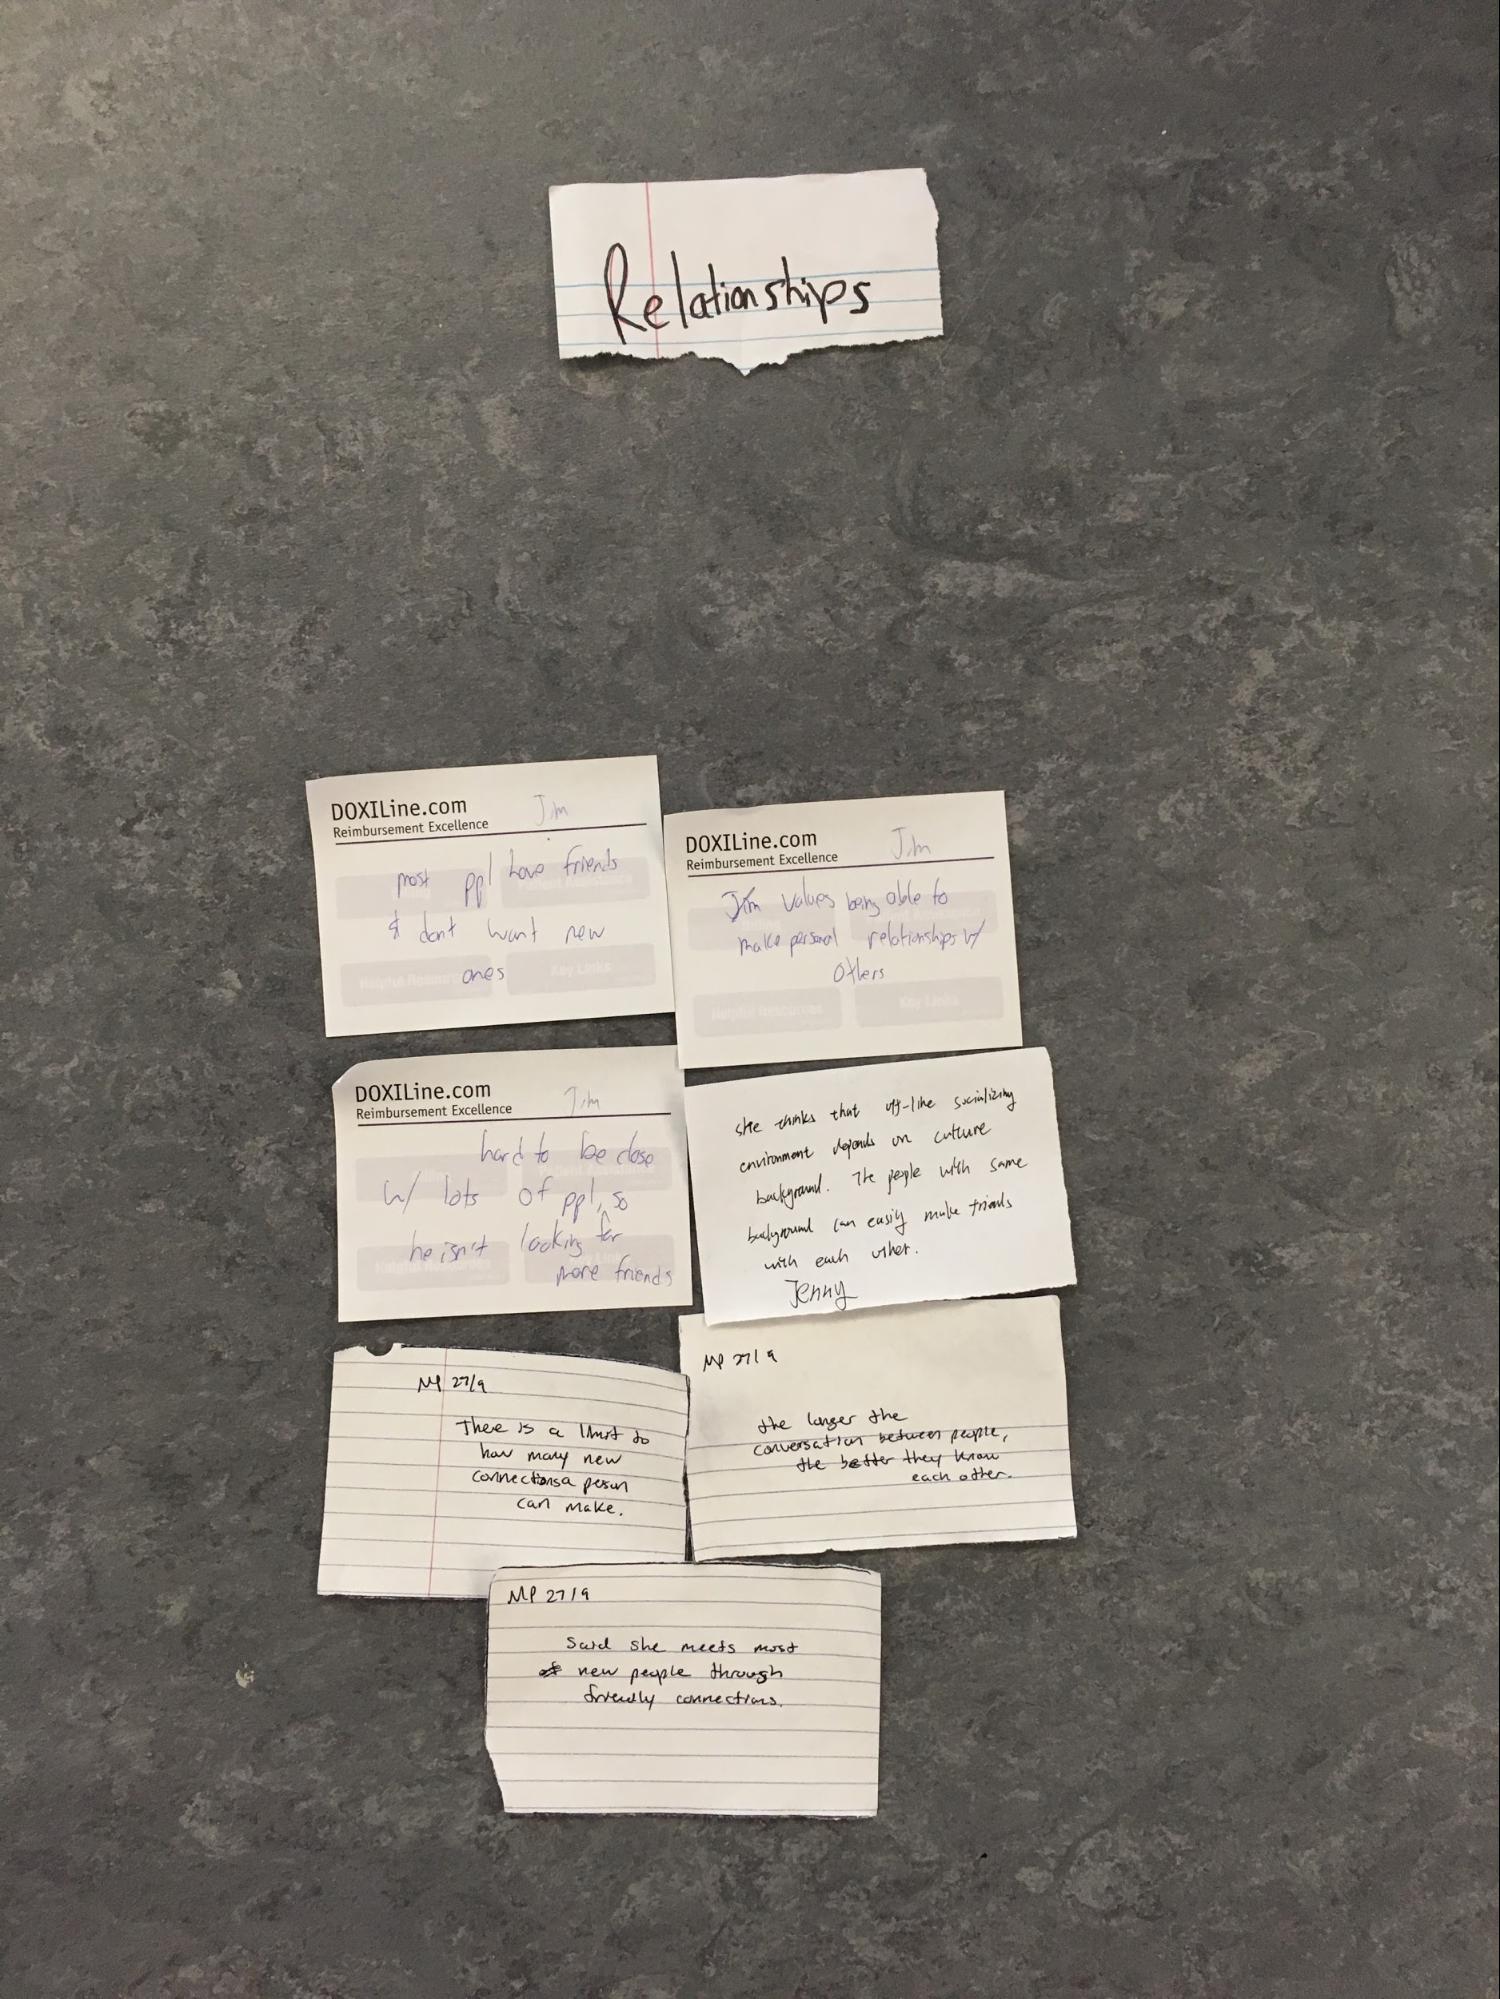 Relationships
DOXILine.com
Reimbursement Excellence
Jim
most ppl have friends
& dont want new
ones
Helpful Resources
Key Links
DOXILine.com
Reimbursement Excellence
Jim
Jim values being able to
make personal relationships w/
others
Helpful Resources
Key Links
DOXILine.com
Reimbursement Excellence
Jim
hard to be close
w/ lots of ppl, so
he isn't looking for
more friends
Helpful Resources
she thinks that off-line socializing
environment depends on culture
background. The people with same
background can easily make friends
with each other.
Jenny
MP 27/9
There is a limit to
how many new
connections a person
can make.
MP 27/9
the longer the
conversation between people,
the better they know
each other.
MP 27/9
Said she meets most
new people through
friendly connections.